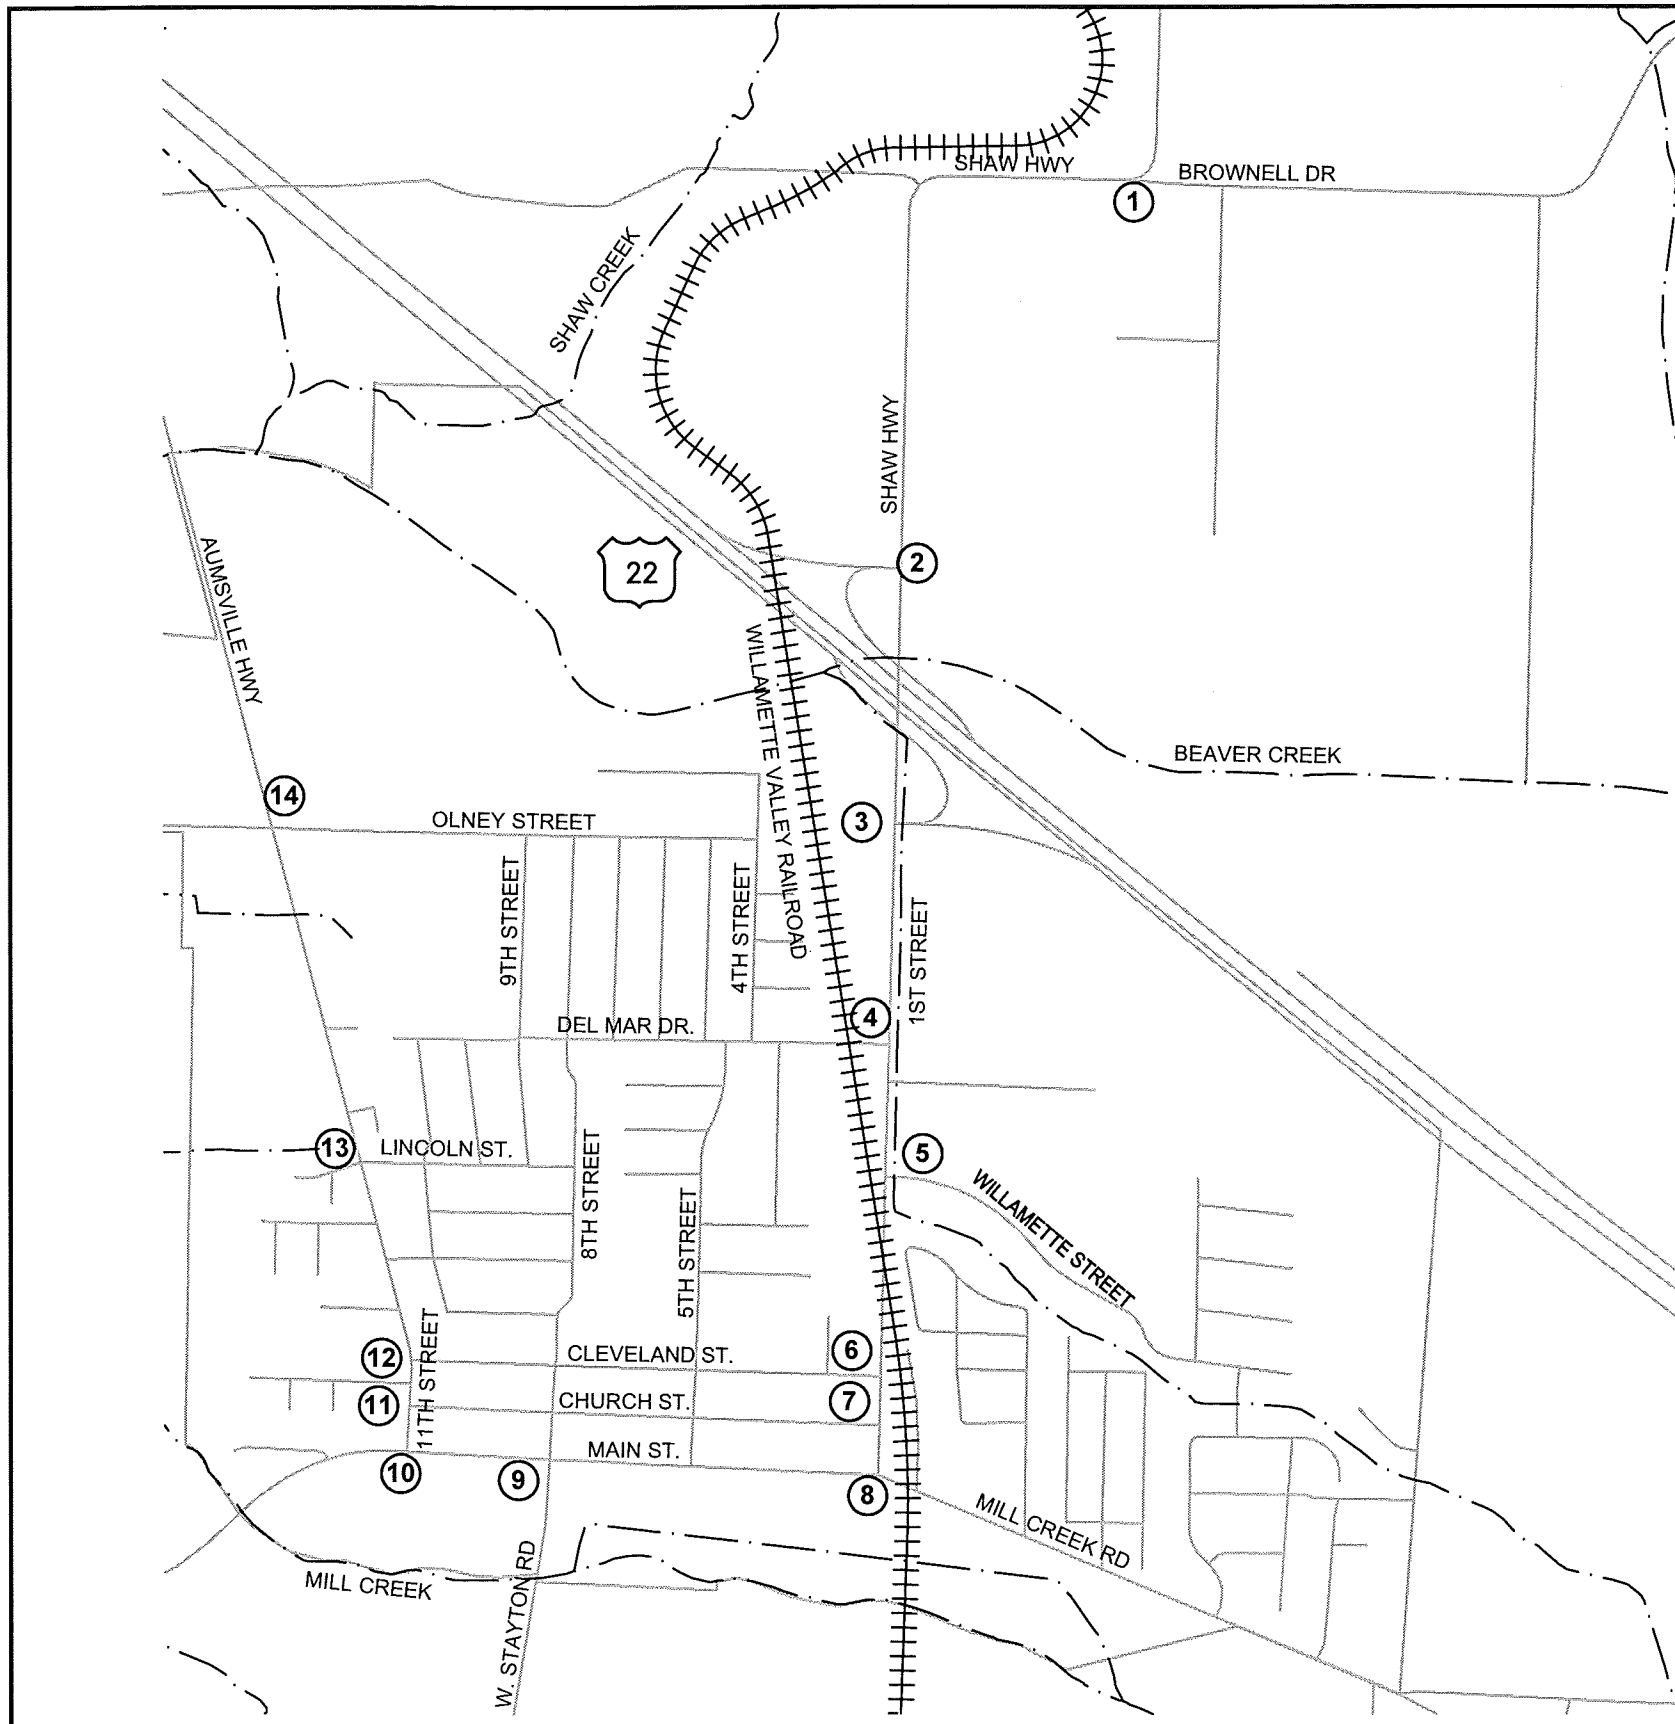 SHAW HWY
BROWNELL DR
1
SHAW CREEK
SHAW HWY
2
22
AUMSVILLE HWY
WILLAMETTE VALLEY RAILROAD
BEAVER CREEK
14
OLNEY STREET
3
9TH STREET
4TH STREET
1ST STREET
4
DEL MAR DR.
13
LINCOLN ST.
5
8TH STREET
WILLAMETTE STREET
5TH STREET
12
11TH STREET
CLEVELAND ST.
6
11
CHURCH ST.
7
MAIN ST.
10
9
8
MILL CREEK RD
MILL CREEK
W. STAYTON RD